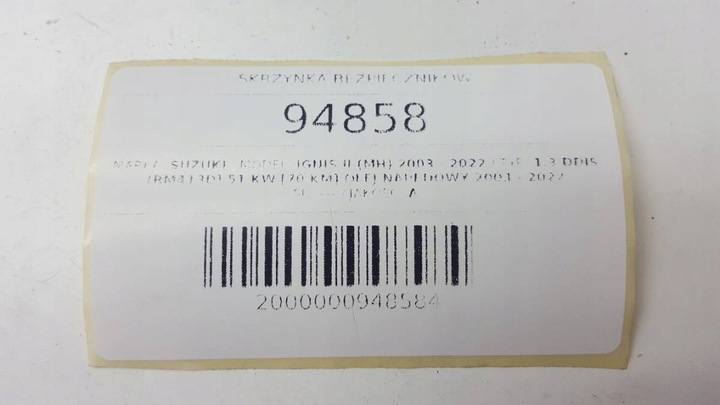 SKRZYNKA BEZPIECZNIKÓW
94858
MARKA: SUZUKI MODEL: IGNIS II (MH) 2003 - 2022 TYP: 1.3 DDIS
(RM413D) 51 KW [70 KM] OLEJ NAPĘDOWY 2003 - 2022
JAKOŚĆ: A
2000000948584